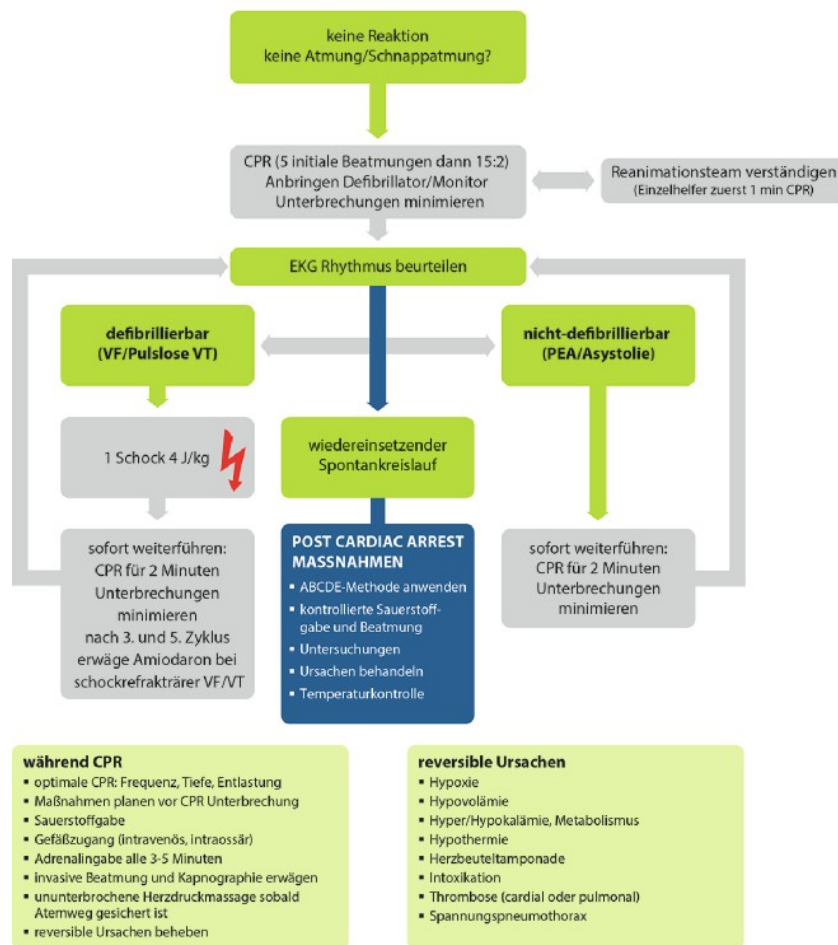 keine Reaktion
keine Atmung/Schnappatmung?
CPR (5 initiale Beatmungen dann 15:2)
Anbringen Defibrillator/Monitor
Unterbrechungen minimieren
Reanimationsteam verständigen
(Einzelhelfer zuerst 1 min CPR)
EKG Rhythmus beurteilen
defibrillierbar
(VF/Pulslose VT)
nicht-defibrillierbar
(PEA/Asystolie)
1 Schock 4 J/kg
wiedereinsetzender
Spontankreislauf
sofort weiterführen:
CPR für 2 Minuten
Unterbrechungen
minimieren
nach 3. und 5. Zyklus
erwäge Amiodaron bei
schockrefraktärer VF/VT
POST CARDIAC ARREST
MASSNAHMEN
▪ ABCDE-Methode anwenden
▪ kontrollierte Sauerstoff-
gabe und Beatmung
▪ Untersuchungen
▪ Ursachen behandeln
▪ Temperaturkontrolle
sofort weiterführen:
CPR für 2 Minuten
Unterbrechungen
minimieren
während CPR
▪ optimale CPR: Frequenz, Tiefe, Entlastung
▪ Maßnahmen planen vor CPR Unterbrechung
▪ Sauerstoffgabe
▪ Gefäßzugang (intravenös, intraossär)
▪ Adrenalingabe alle 3-5 Minuten
▪ invasive Beatmung und Kapnographie erwägen
▪ ununterbrochene Herzdruckmassage sobald
Atemweg gesichert ist
▪ reversible Ursachen beheben
reversible Ursachen
▪ Hypoxie
▪ Hypovolämie
▪ Hyper/Hypokalämie, Metabolismus
▪ Hypothermie
▪ Herzbeuteltamponade
▪ Intoxikation
▪ Thrombose (cardial oder pulmonal)
▪ Spannungspneumothorax